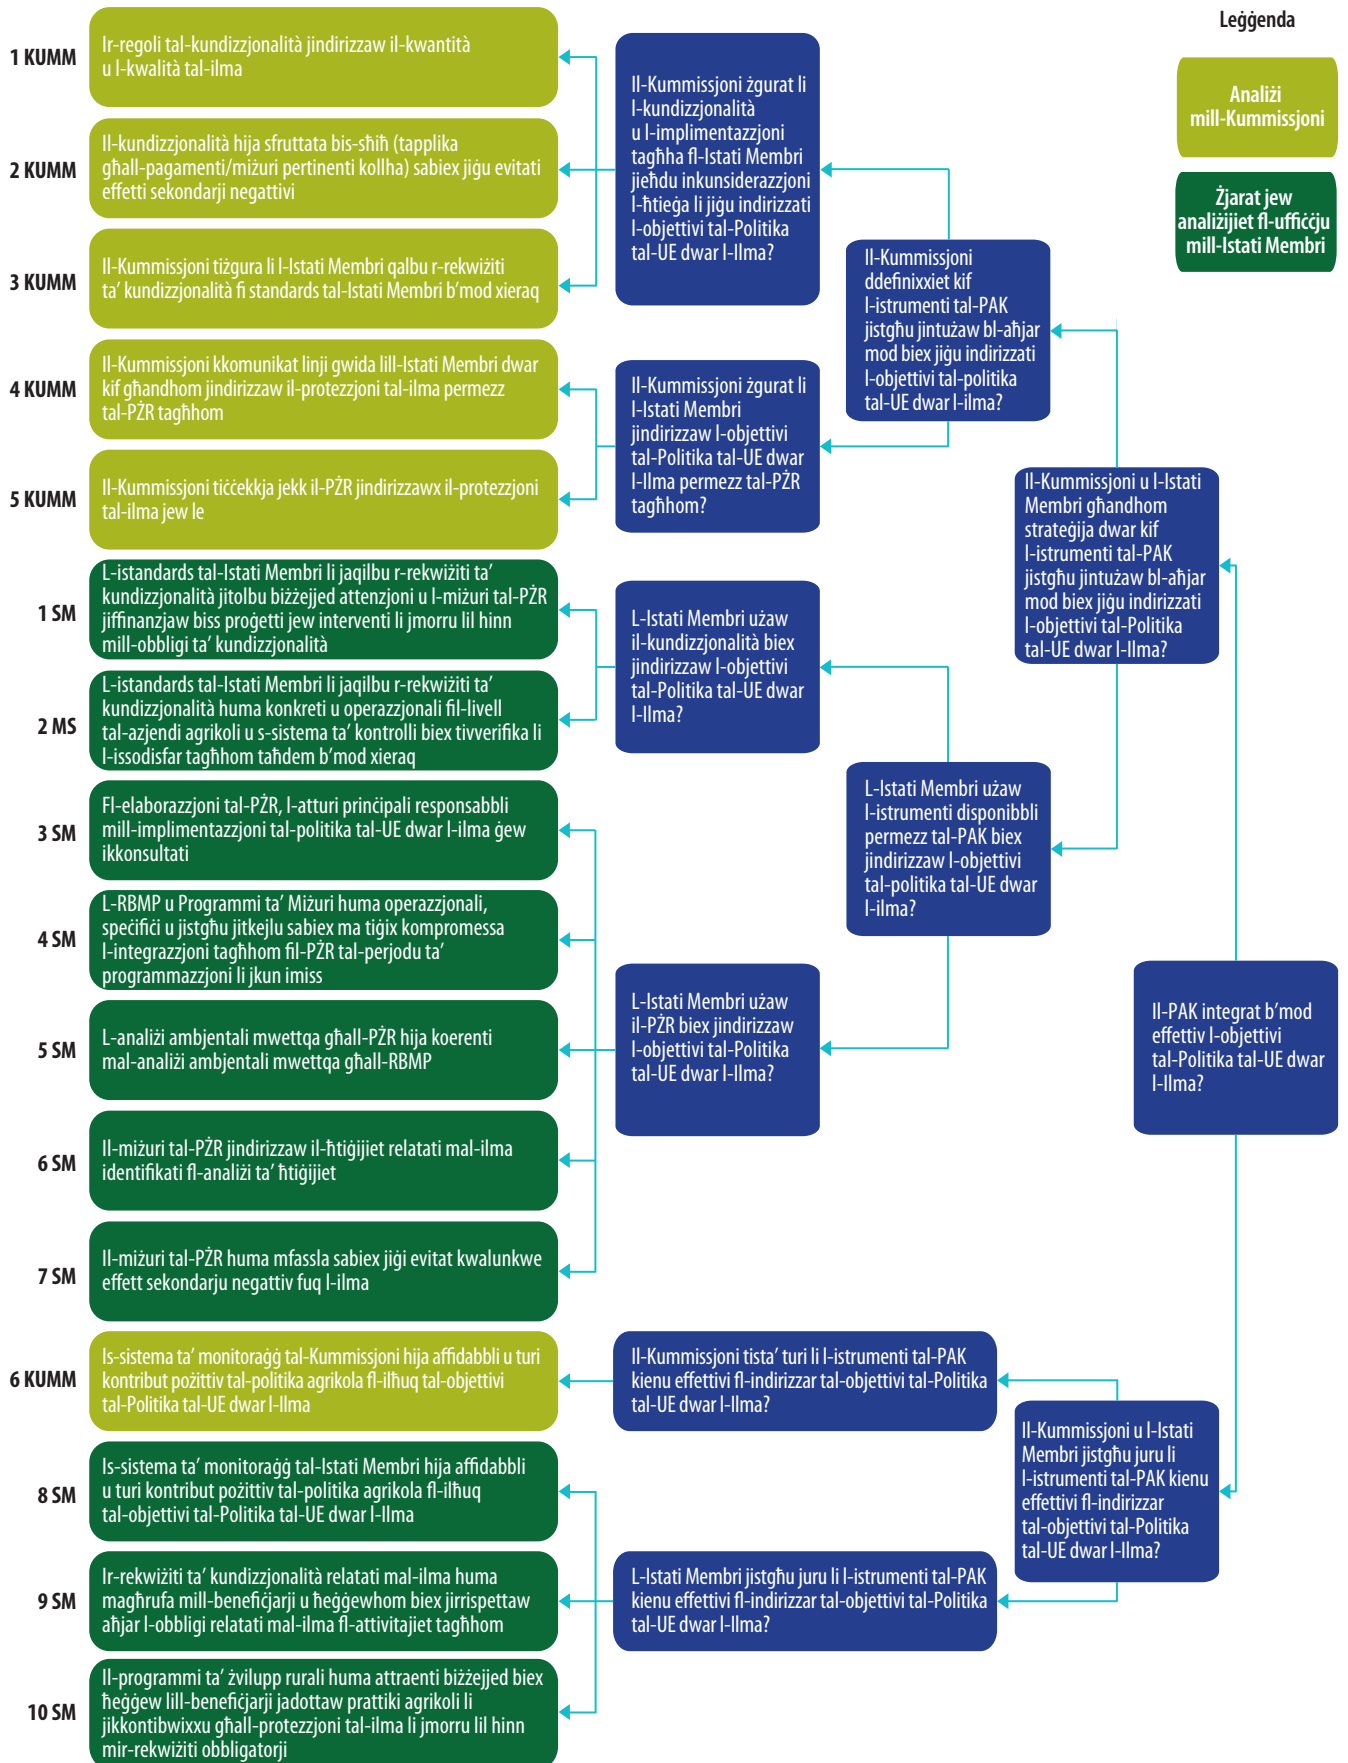 Leġġenda
Analiżi
mill-Kummissjoni
Żjarat jew
analiżijiet fl-uffiċċju
mill-Istati Membri
1 KUMM
Ir-regoli tal-kundizzjonalità jindirizzaw il-kwantità
u l-kwalità tal-ilma
2 KUMM
Il-kundizzjonalità hija sfruttata bis-sħiħ (tapplika
għall-pagamenti/miżuri pertinenti kollha) sabiex jiġu evitati
effetti sekondarji negattivi
3 KUMM
Il-Kummissjoni tiżgura li l-Istati Membri qalbu r-rekwiżiti
ta’ kundizzjonalità fi standards tal-Istati Membri b’mod xieraq
4 KUMM
Il-Kummissjoni kkomunikat linji gwida lill-Istati Membri dwar
kif għandhom jindirizzaw il-protezzjoni tal-ilma permezz
tal-PŻR tagħhom
5 KUMM
Il-Kummissjoni tiċċekkja jekk il-PŻR jindirizzawx il-protezzjoni
tal-ilma jew le
1 SM
L-istandards tal-Istati Membri li jaqilbu r-rekwiżiti ta’
kundizzjonalità jitolbu biżżejjed attenzjoni u l-miżuri tal-PŻR
jiffinanzjaw biss proġetti jew interventi li jmorru lil hinn
mill-obbligi ta’ kundizzjonalità
2 MS
L-istandards tal-Istati Membri li jaqilbu r-rekwiżiti ta’
kundizzjonalità huma konkreti u operazzjonali fil-livell
tal-azjendi agrikoli u s-sistema ta’ kontrolli biex tivverifika li
l-issodisfar tagħhom taħdem b’mod xieraq
3 SM
Fl-elaborazzjoni tal-PŻR, l-atturi prinċipali responsabbli
mill-implimentazzjoni tal-politika tal-UE dwar l-ilma ġew
ikkonsultati
4 SM
L-RBMP u Programmi ta’ Miżuri huma operazzjonali,
speċifiċi u jistgħu jitkejlu sabiex ma tiġix kompromessa
l-integrazzjoni tagħhom fil-PŻR tal-perjodu ta’
programmazzjoni li jkun imiss
5 SM
L-analiżi ambjentali mwettqa għall-PŻR hija koerenti
mal-analiżi ambjentali mwettqa għall-RBMP
6 SM
Il-miżuri tal-PŻR jindirizzaw il-ħtiġijiet relatati mal-ilma
identifikati fl-analiżi ta’ ħtiġijiet
7 SM
Il-miżuri tal-PŻR huma mfassla sabiex jiġi evitat kwalunkwe
effett sekondarju negattiv fuq l-ilma
6 KUMM
Is-sistema ta’ monitoraġġ tal-Kummissjoni hija affidabbli u turi
kontribut pożittiv tal-politika agrikola fl-ilħuq tal-objettivi
tal-Politika tal-UE dwar l-Ilma
8 SM
Is-sistema ta’ monitoraġġ tal-Istati Membri hija affidabbli
u turi kontribut pożittiv tal-politika agrikola fl-ilħuq
tal-objettivi tal-Politika tal-UE dwar l-Ilma
9 SM
Ir-rekwiżiti ta’ kundizzjonalità relatati mal-ilma huma
magħrufa mill-benefiċjarji u ħeġġewhom biex jirrispettaw
aħjar l-obbligi relatati mal-ilma fl-attivitajiet tagħhom
10 SM
Il-programmi ta’ żvilupp rurali huma attraenti biżżejjed biex
ħeġġew lill-benefiċjarji jadottaw prattiki agrikoli li
jikkontibwixxu għall-protezzjoni tal-ilma li jmorru lil hinn
mir-rekwiżiti obbligatorji
Il-Kummissjoni żgurat li
l-kundizzjonalità
u l-implimentazzjoni
tagħha fl-Istati Membri
jieħdu inkunsiderazzjoni
l-ħtieġa li jiġu indirizzati
l-objettivi tal-Politika
tal-UE dwar l-Ilma?
Il-Kummissjoni żgurat li
l-Istati Membri
jindirizzaw l-objettivi
tal-Politika tal-UE dwar
l-Ilma permezz tal-PŻR
tagħhom?
L-Istati Membri użaw
il-kundizzjonalità biex
jindirizzaw l-objettivi
tal-Politika tal-UE dwar
l-Ilma?
L-Istati Membri użaw
il-PŻR biex jindirizzaw
l-objettivi tal-Politika
tal-UE dwar l-Ilma?
Il-Kummissjoni tista’ turi li l-istrumenti tal-PAK
kienu effettivi fl-indirizzar tal-objettivi tal-Politika
tal-UE dwar l-Ilma?
L-Istati Membri jistgħu juru li l-istrumenti tal-PAK
kienu effettivi fl-indirizzar tal-objettivi tal-Politika
tal-UE dwar l-Ilma?
Il-Kummissjoni
ddefinixxiet kif
l-istrumenti tal-PAK
jistgħu jintużaw bl-aħjar
mod biex jiġu indirizzati
l-objettivi tal-politika
tal-UE dwar l-ilma?
L-Istati Membri użaw
l-istrumenti disponibbli
permezz tal-PAK biex
jindirizzaw l-objettivi
tal-politika tal-UE dwar
l-ilma?
Il-Kummissjoni u l-Istati
Membri għandhom
strateġija dwar kif
l-istrumenti tal-PAK
jistgħu jintużaw bl-aħjar
mod biex jiġu indirizzati
l-objettivi tal-Politika
tal-UE dwar l-Ilma?
Il-Kummissjoni u l-Istati
Membri jistgħu juru li
l-istrumenti tal-PAK kienu
effettivi fl-indirizzar
tal-objettivi tal-Politika
tal-UE dwar l-Ilma?
Il-PAK integrat b’mod
effettiv l-objettivi
tal-Politika tal-UE dwar
l-Ilma?